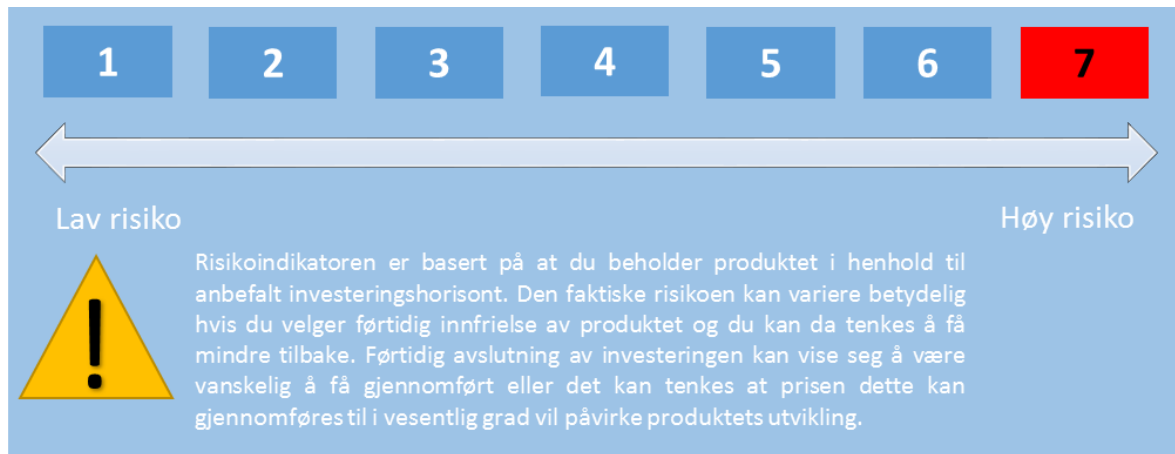 1 2 3 4 5 6 7
Lav risiko Høy risiko
!
Risikoindikatoren er basert på at du beholder produktet i henhold til
anbefalt investeringshorisont. Den faktiske risikoen kan variere betydelig
hvis du velger førtidig innfrielse av produktet og du kan da tenkes å få
mindre tilbake. Førtidig avslutning av investeringen kan vise seg å være
vanskelig å få gjennomført eller det kan tenkes at prisen dette kan
gjennomføres til i vesentlig grad vil påvirke produktets utvikling.